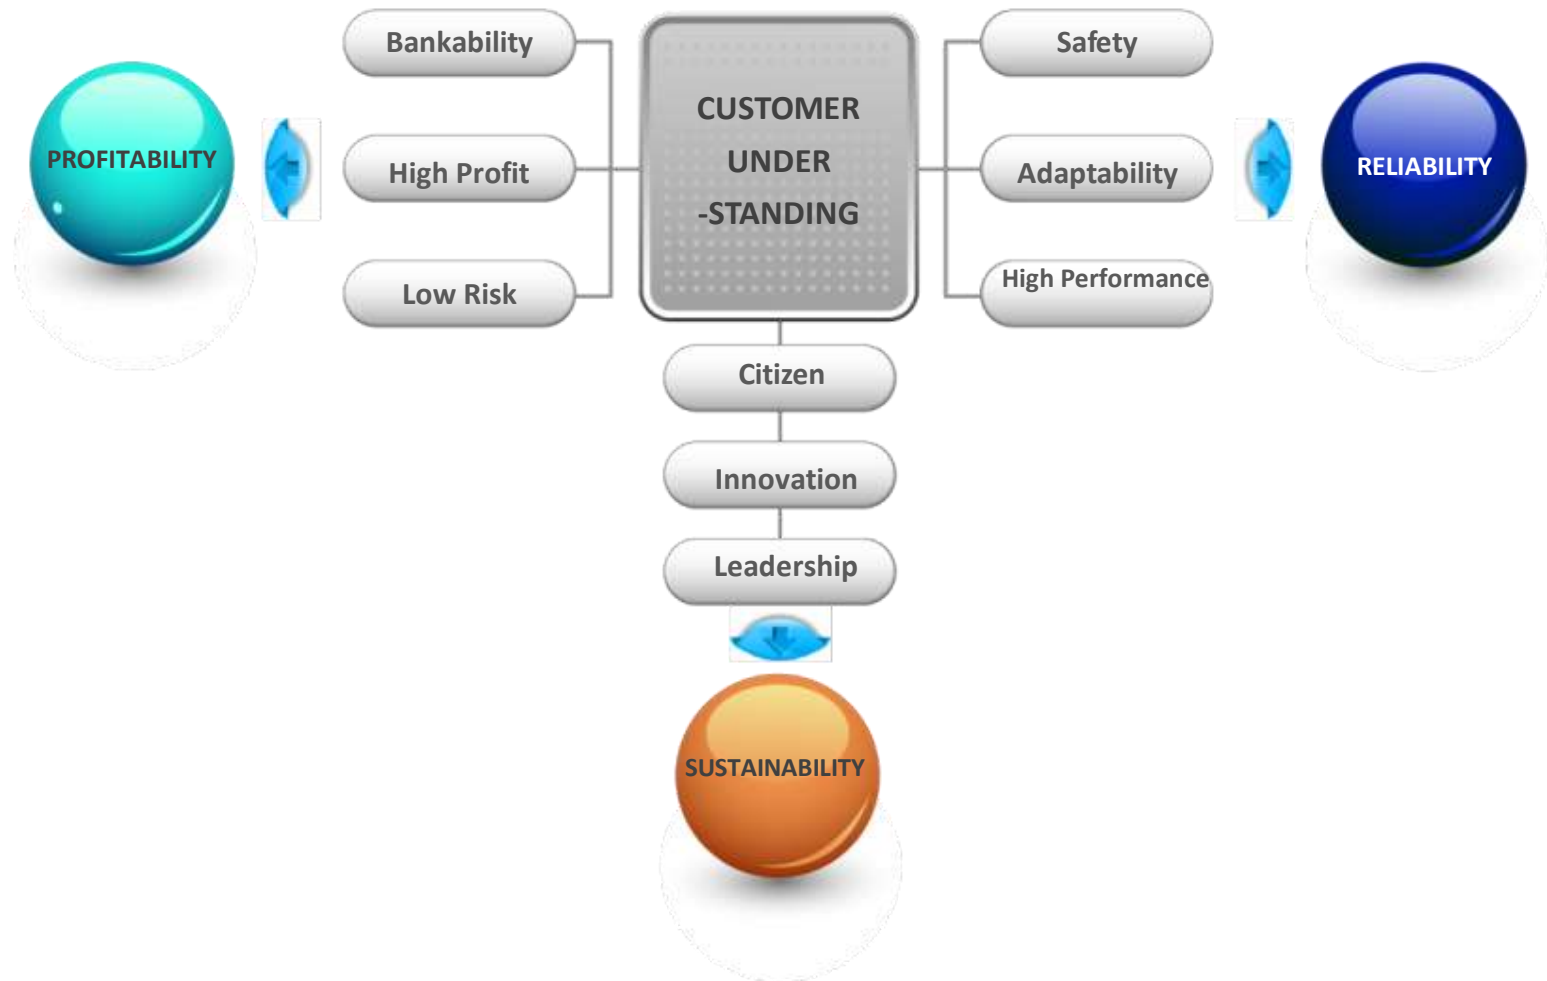 Bankability
High Profit
Low Risk
PROFITABILITY
CUSTOMER
UNDER
-STANDING
Safety
Adaptability
High Performance
RELIABILITY
Citizen
Innovation
Leadership
SUSTAINABILITY